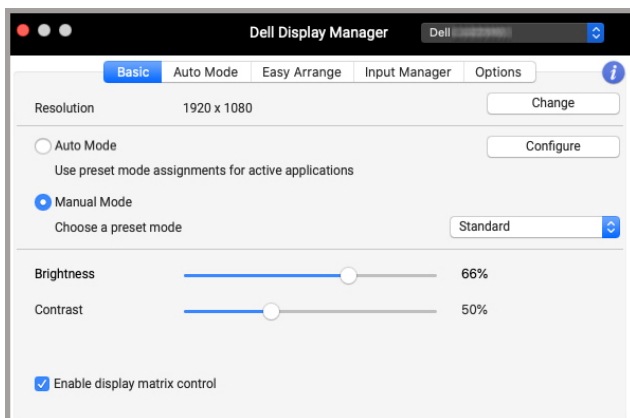 Dell Display Manager Dell
Basic Auto Mode Easy Arrange Input Manager Options i
Resolution 1920 x 1080 Change
Auto Mode Configure
Use preset mode assignments for active applications
Manual Mode
Choose a preset mode Standard
Brightness 66%
Contrast 50%
Enable display matrix control